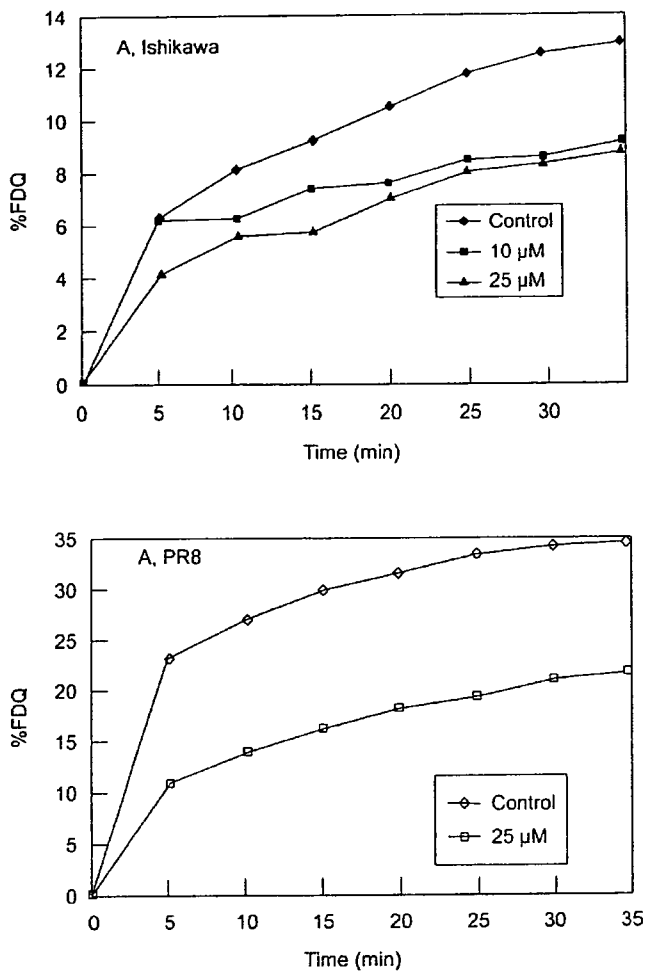 14
A, Ishikawa
12
10
8
%FDQ
6
Control
10 µM
4
25 µM
2
0
0 5 10 15 20 25 30
Time (min)
35
A, PR8
30
25
20
%FDQ
15
10
Control
5
25 µM
0
0 5 10 15 20 25 30 35
Time (min)